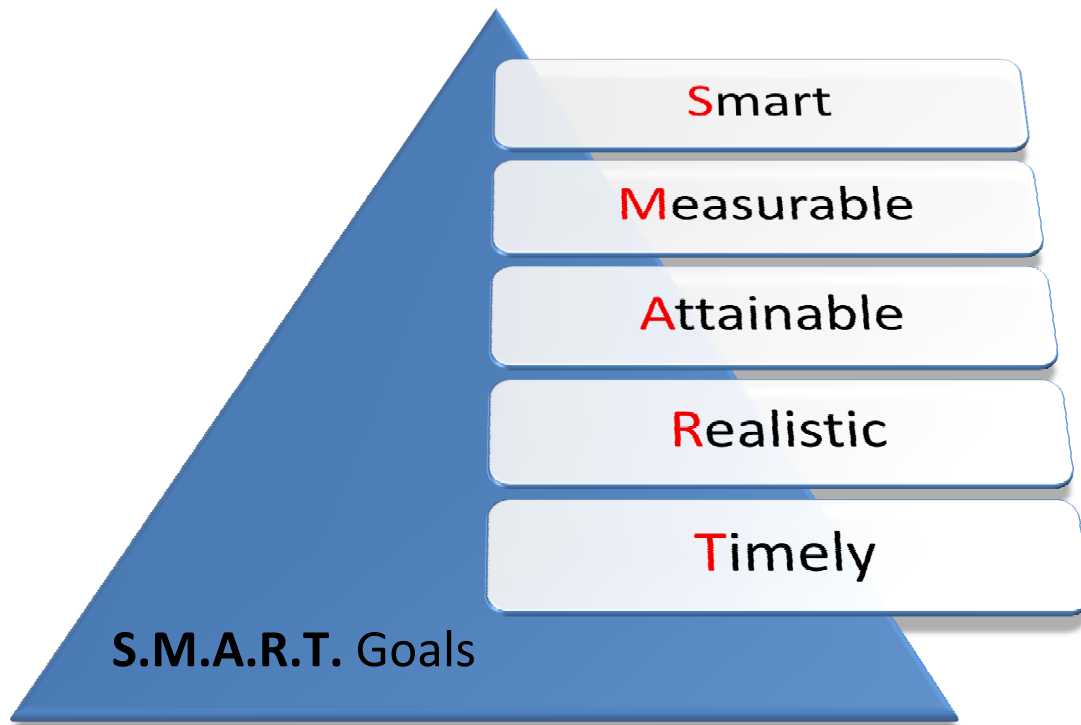 Smart
Measurable
Attainable
Realistic
Timely
S.M.A.R.T. Goals